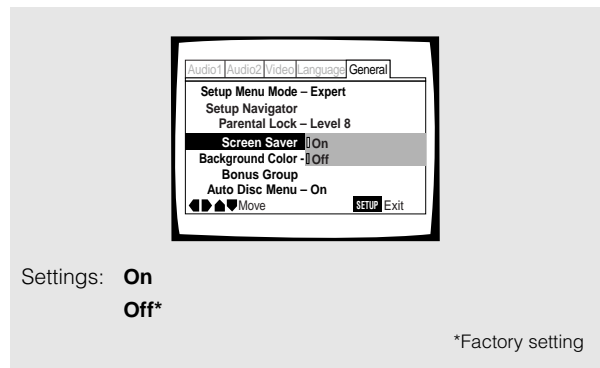 Audio1 Audio2 Video Language General
Setup Menu Mode – Expert
Setup Navigator
Parental Lock – Level 8
Screen Saver On
Background Color - Off
Bonus Group
Auto Disc Menu – On
Move SETUP Exit
Settings: On
Off*
*Factory setting